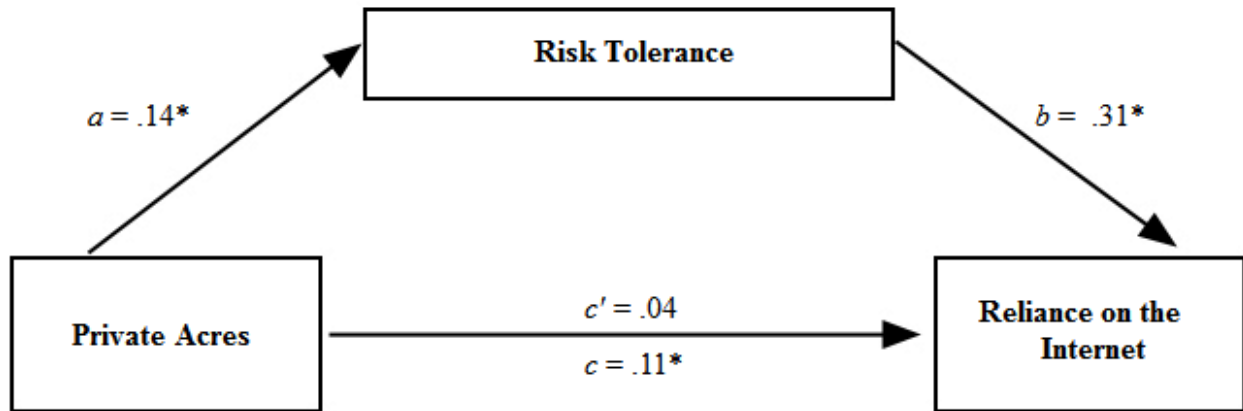 Risk Tolerance
a = .14*
b = .31*
Private Acres
c' = .04
c = .11*
Reliance on the
Internet